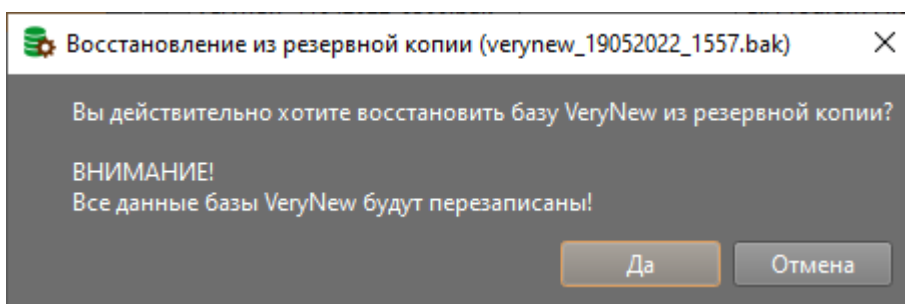 Восстановление из резервной копии (verynew_19052022_1557.bak)
Вы действительно хотите восстановить базу VeryNew из резервной копии?
ВНИМАНИЕ!
Все данные базы VeryNew будут перезаписаны!
Да Отмена